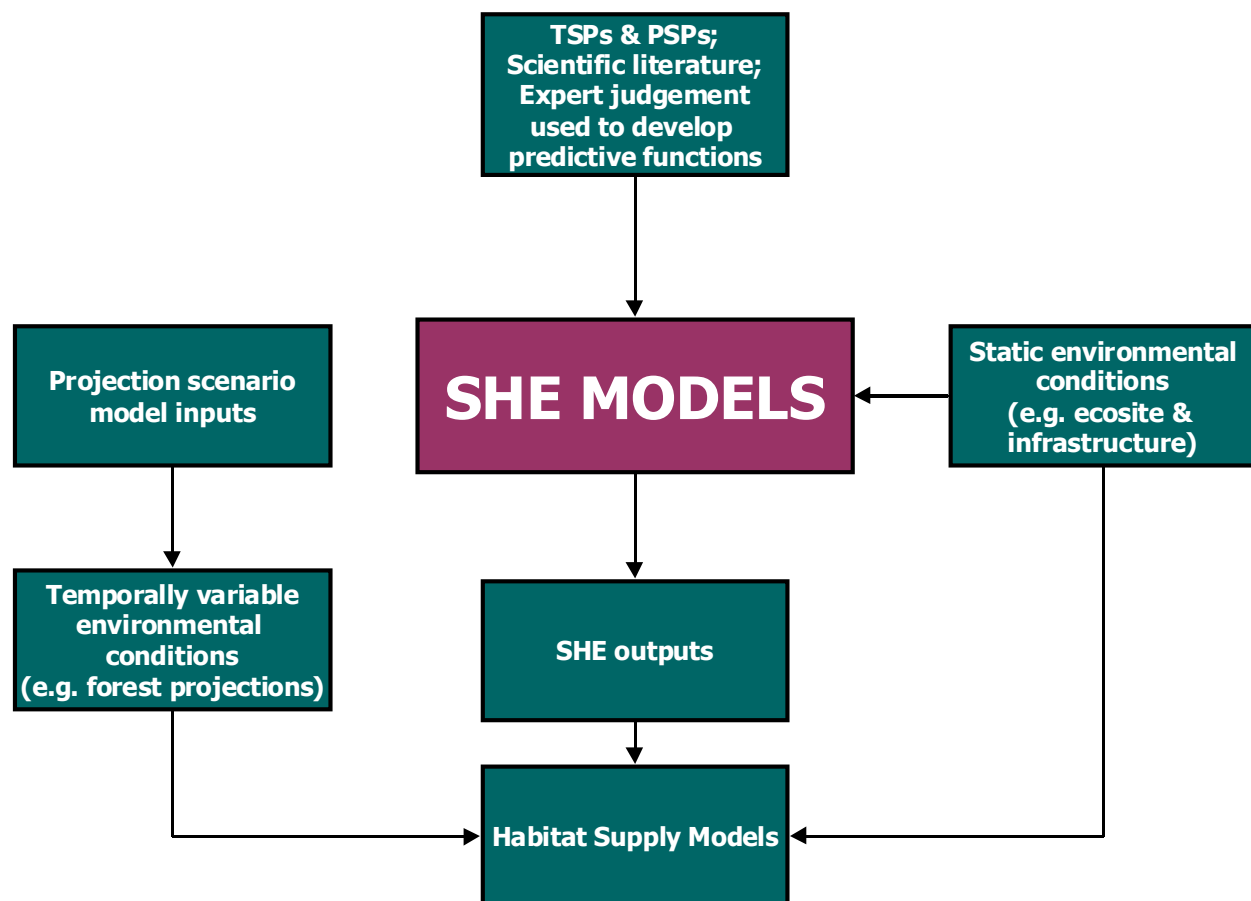 TSPs & PSPs;
Scientific literature;
Expert judgement
used to develop
predictive functions
Projection scenario
model inputs
SHE MODELS
Static environmental
conditions
(e.g. ecosite &
infrastructure)
Temporally variable
environmental
conditions
(e.g. forest projections)
SHE outputs
Habitat Supply Models